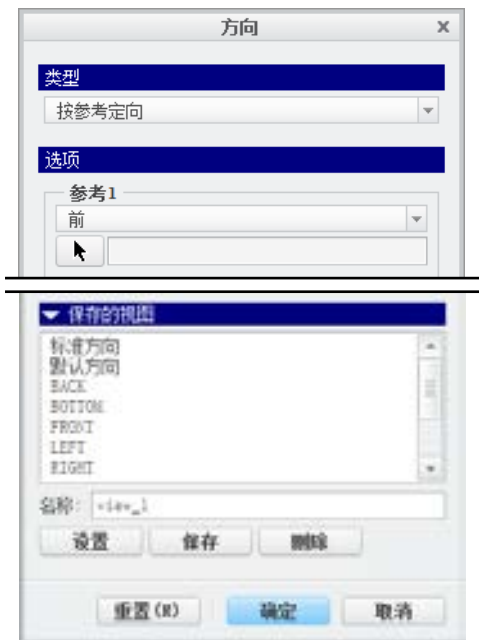 方向
类型
按参考定向
选项
参考1
前
保存的视图
标准方向
默认方向
BACK
BOTTOM
FRONT
LEFT
RIGHT
名称: view_1
设置 保存 删除
重置(R) 确定 取消